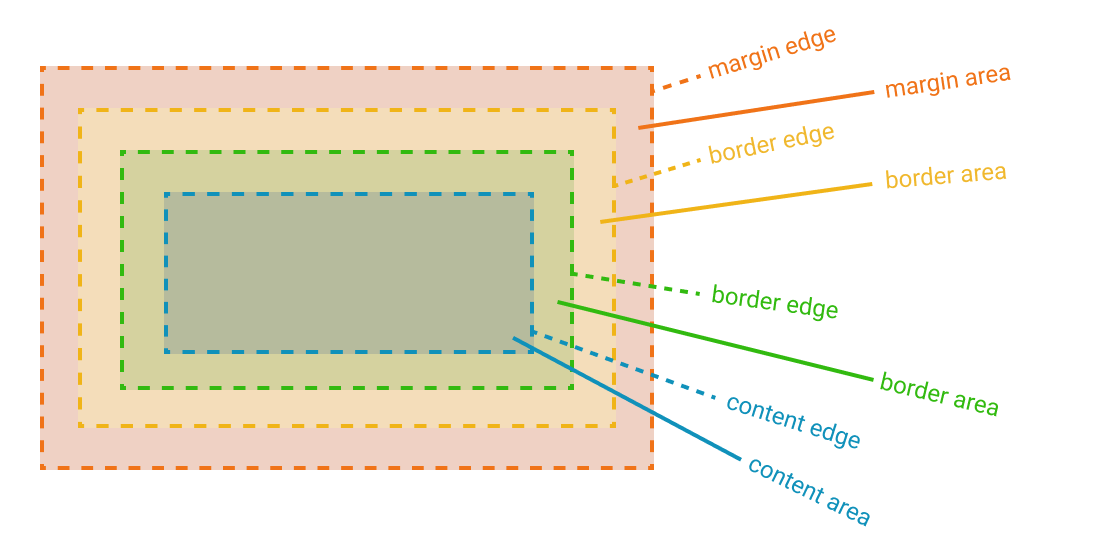 margin edge
margin area
border edge
border area
border edge
border area
content edge
content area